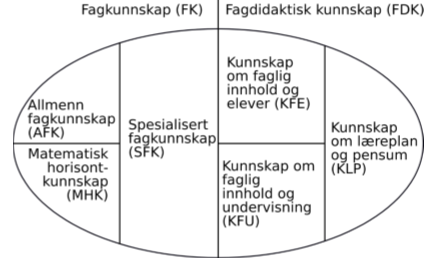 Fagkunnskap (FK)
Fagdidaktisk kunnskap (FDK)
Allmenn
fagkunnskap
(AFK)
Matematisk
horisont-
kunnskap
(MHK)
Spesialisert
fagkunnskap
(SFK)
Kunnskap
om faglig
innhold og
elever (KFE)
Kunnskap om
faglig
innhold og
undervisning
(KFU)
Kunnskap
om læreplan
og pensum
(KLP)